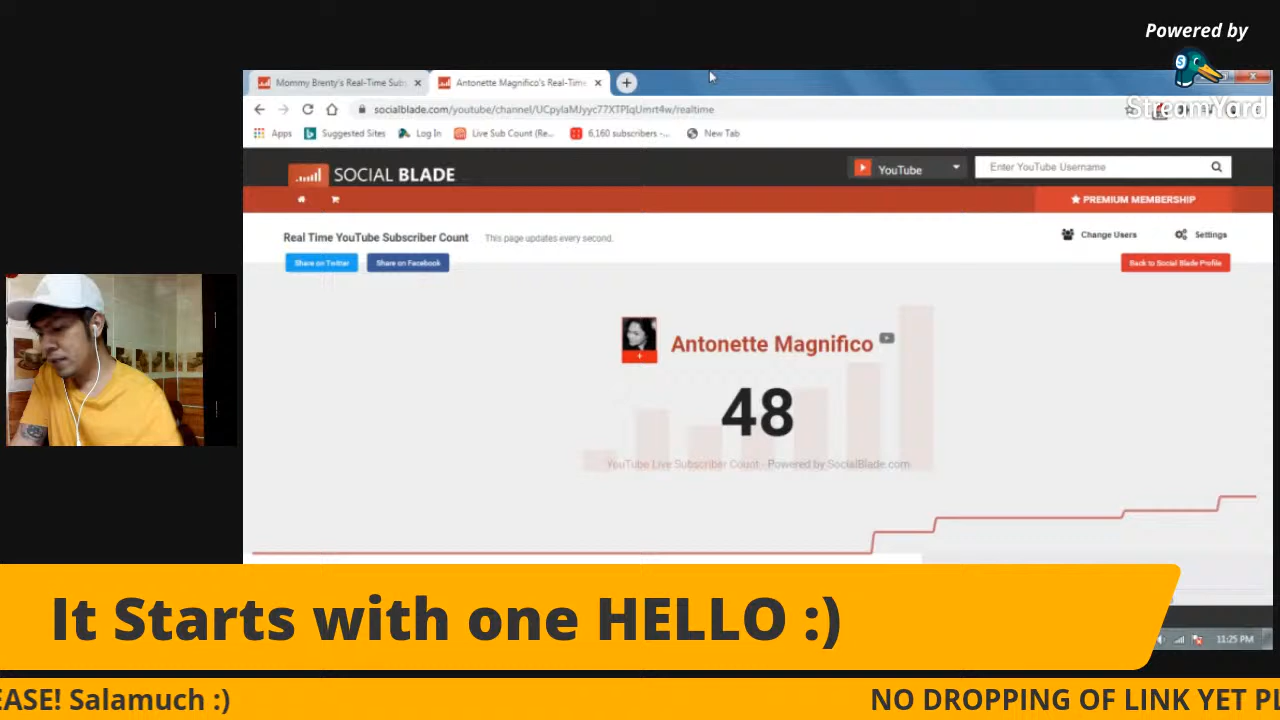 Powered by
StreamYard
Mommy Brenty's Real-Time Sub
Antonette Magnifico's Real-Time
socialblade.com/youtube/channel/UCpylaMJyyc77XTPIqUmrt4w/realtime
Apps
Suggested Sites
Log In
Live Sub Count (Re...
6,160 subscribers -...
New Tab
SOCIAL BLADE
YouTube
Enter YouTube Username
PREMIUM MEMBERSHIP
Real Time YouTube Subscriber Count
This page updates every second.
Change Users
Settings
Share on Twitter
Share on Facebook
Back to Social Blade Profile
Antonette Magnifico
48
YouTube Live Subscriber Count - Powered by SocialBlade.com
It Starts with one HELLO :)
11:25 PM
EASE! Salamuch :)
NO DROPPING OF LINK YET PL